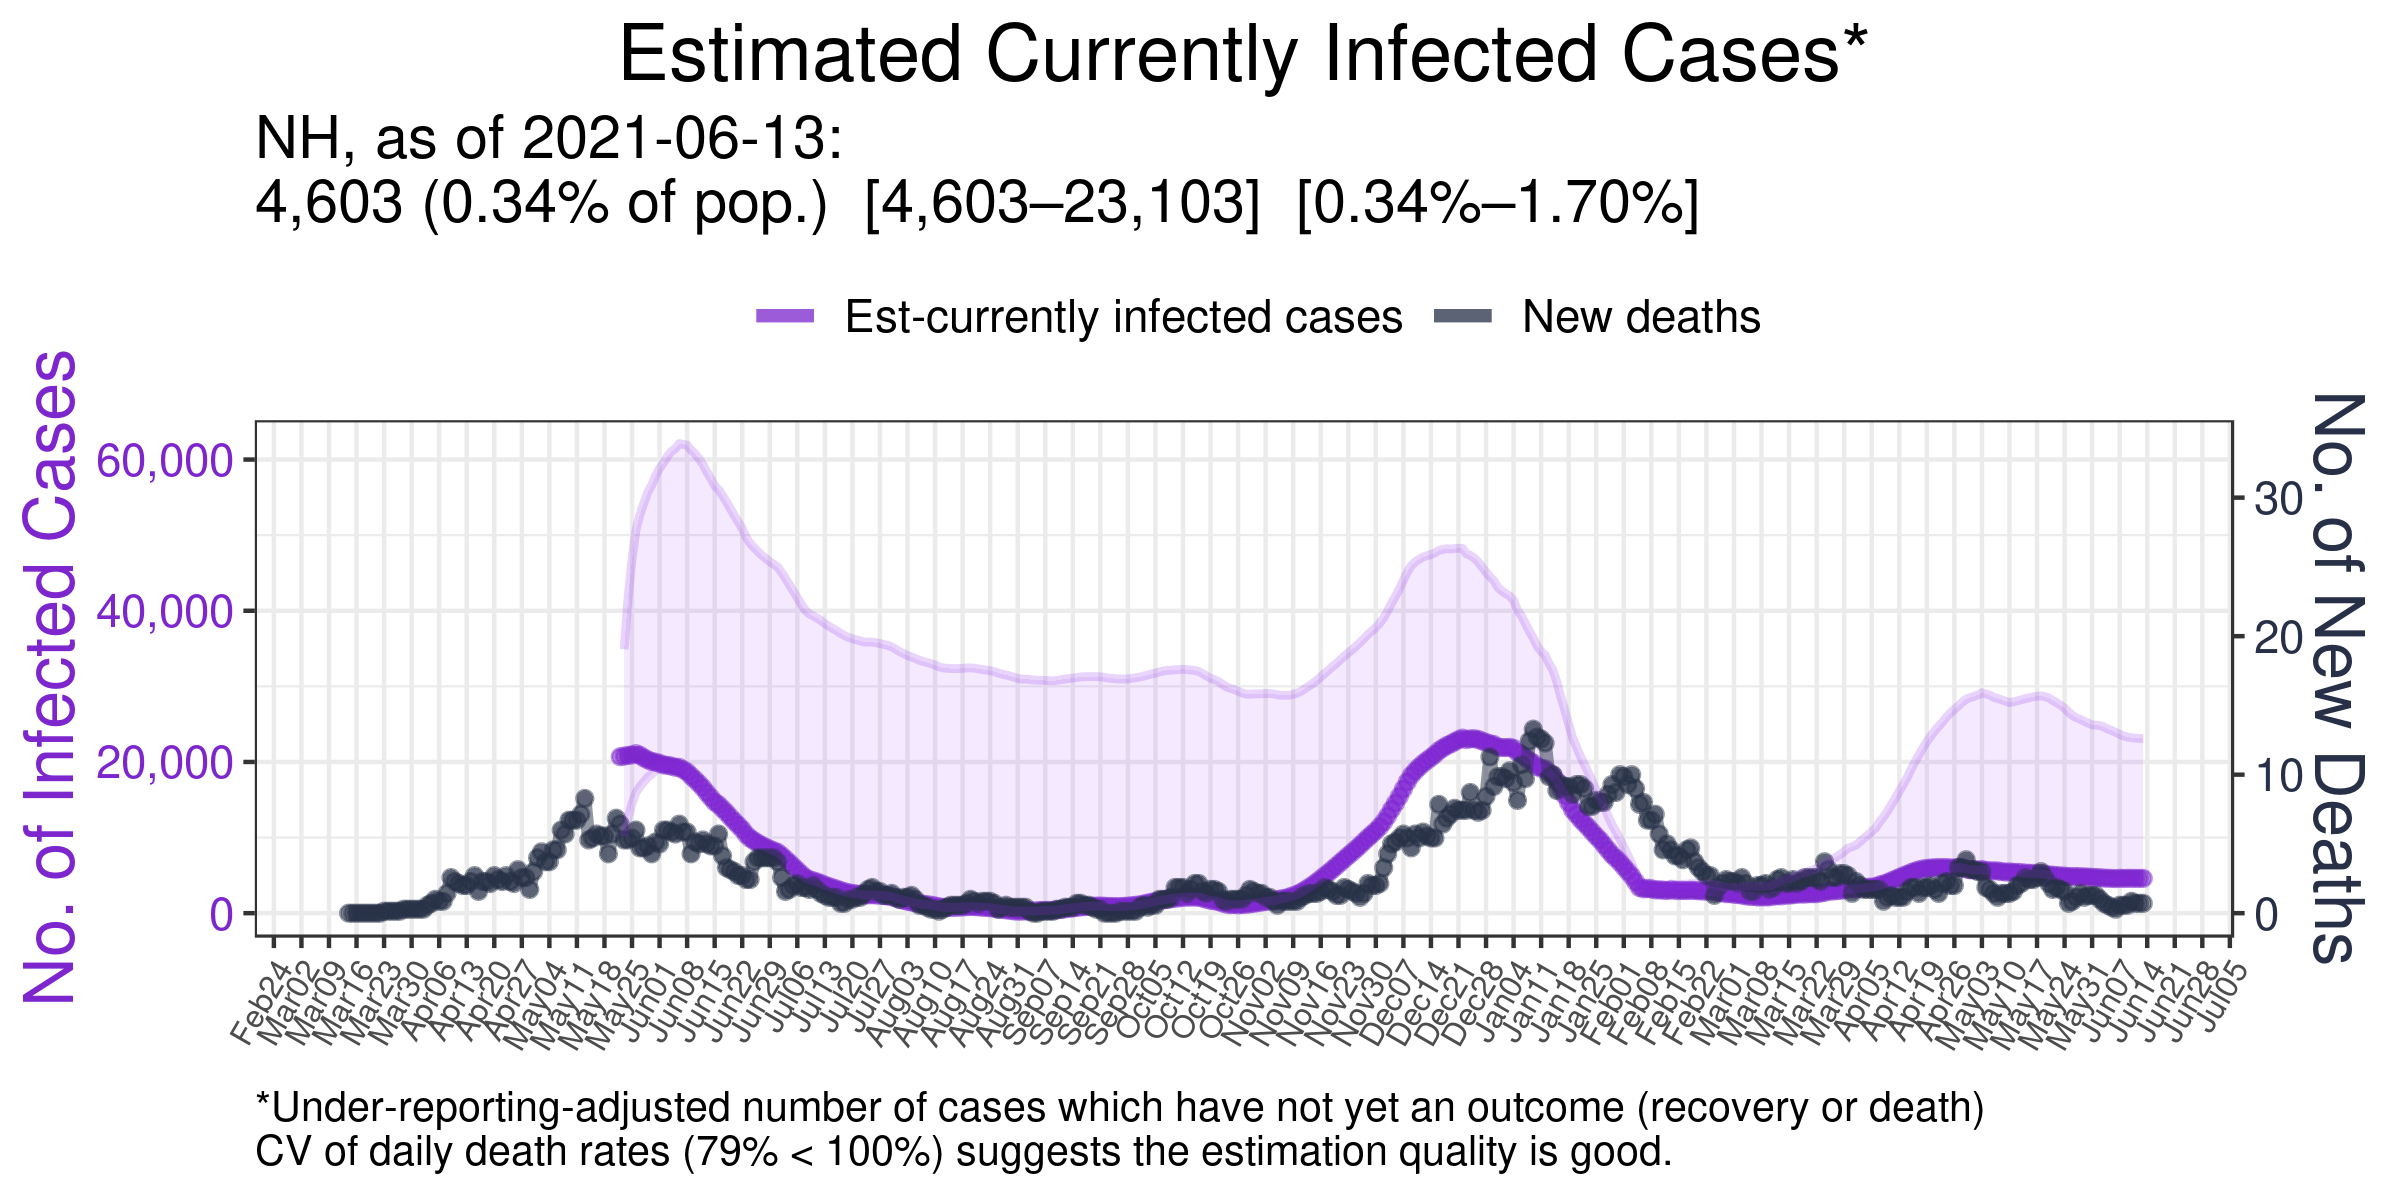 Estimated Currently Infected Cases*
NH, as of 2021-06-13:
4,603 (0.34% of pop.)  [4,603–23,103]  [0.34%–1.70%]
Est-currently infected cases
New deaths
No. of Infected Cases
60,000
40,000
20,000
0
30
20
10
0
No. of New Deaths
Feb24
Mar02
Mar09
Mar16
Mar23
Mar30
Apr06
Apr13
Apr20
Apr27
May04
May11
May18
May25
Jun01
Jun08
Jun15
Jun22
Jun29
Jul06
Jul13
Jul20
Jul27
Aug03
Aug10
Aug17
Aug24
Aug31
Sep07
Sep14
Sep21
Sep28
Oct05
Oct12
Oct19
Oct26
Nov02
Nov09
Nov16
Nov23
Nov30
Dec07
Dec14
Dec21
Dec28
Jan04
Jan11
Jan18
Jan25
Feb01
Feb08
Feb15
Feb22
Mar01
Mar08
Mar15
Mar22
Mar29
Apr05
Apr12
Apr19
Apr26
May03
May10
May17
May24
May31
Jun07
Jun14
Jun21
Jun28
Jul05
*Under-reporting-adjusted number of cases which have not yet an outcome (recovery or death)
CV of daily death rates (79% < 100%) suggests the estimation quality is good.